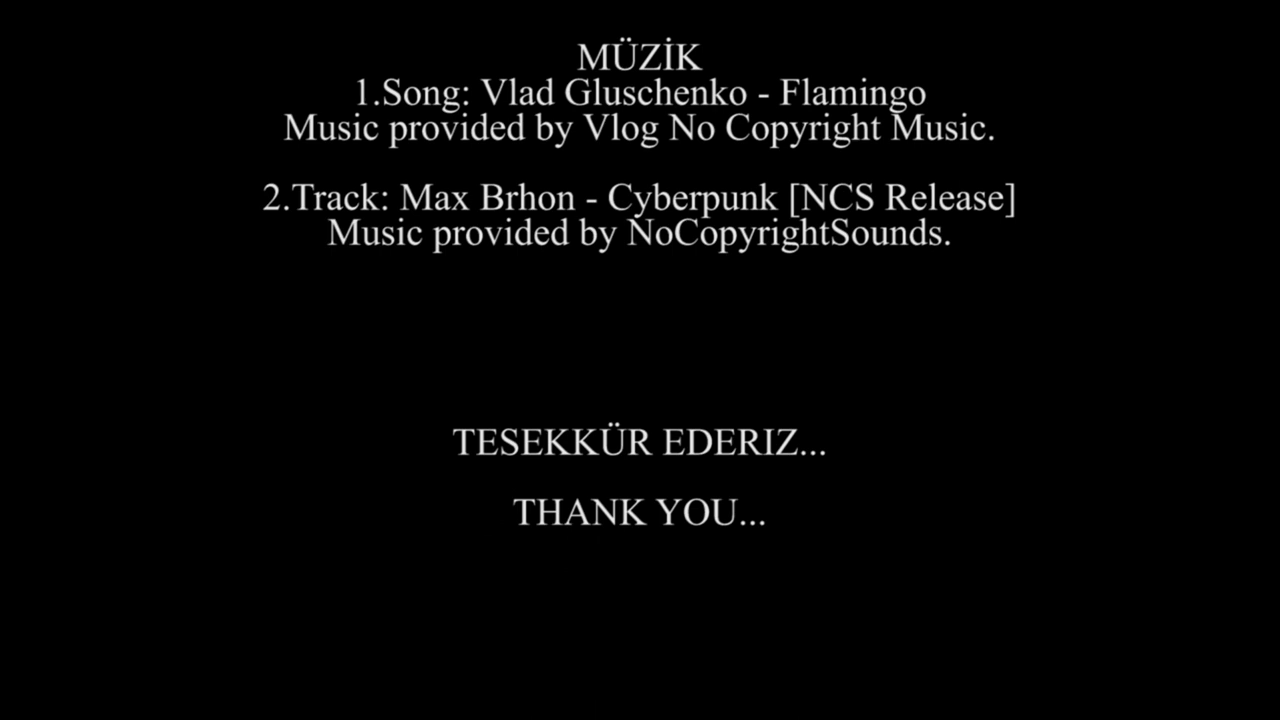 MÜZİK
1.Song: Vlad Gluschenko - Flamingo
Music provided by Vlog No Copyright Music.
2.Track: Max Brhon - Cyberpunk [NCS Release]
Music provided by NoCopyrightSounds.
TESEKKÜR EDERIZ...
THANK YOU...